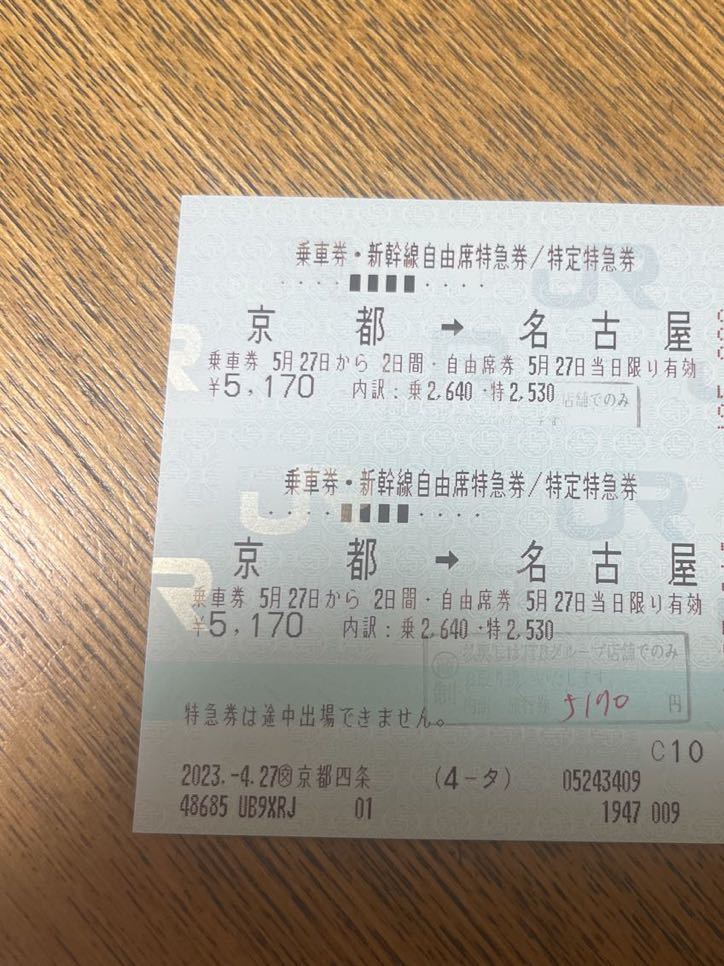 乗車券・新幹線自由席特急券/特定特急券
・・・・■■■■・・・・
京 都 → 名 古 屋
乗車券 5月27日から 2日間・自由席券 5月27日当日限り有効
¥5,170 内訳:乗2,640・特2,530
店舗でのみ
乗車券・新幹線自由席特急券/特定特急券
・・・・■■■■・・・・
京 都 → 名 古 屋
乗車券 5月27日から 2日間・自由席券 5月27日当日限り有効
¥5,170 内訳:乗2,640・特2,530
グループ店舗でのみ
5170 円
特急券は途中出場できません。
C10
2023.-4.27 京都四条 (4-タ) 05243409
48685 UB9XRJ 01 1947 009